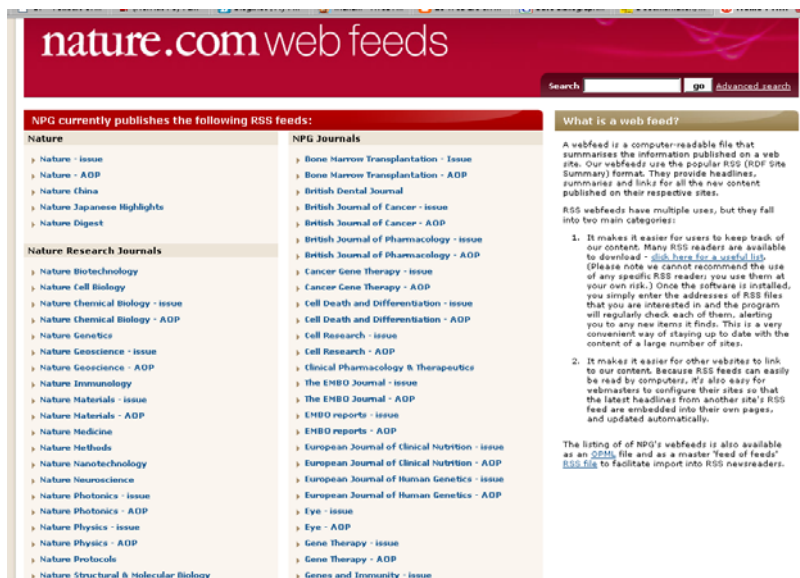 nature.com web feeds
Search go Advanced search
NPG currently publishes the following RSS feeds:
Nature
Nature - issue
Nature - AOP
Nature China
Nature Japanese Highlights
Nature Digest
Nature Research Journals
Nature Biotechnology
Nature Cell Biology
Nature Chemical Biology - issue
Nature Chemical Biology - AOP
Nature Genetics
Nature Geoscience - issue
Nature Geoscience - AOP
Nature Immunology
Nature Materials - issue
Nature Materials - AOP
Nature Medicine
Nature Methods
Nature Nanotechnology
Nature Neuroscience
Nature Photonics - issue
Nature Photonics - AOP
Nature Physics - issue
Nature Physics - AOP
Nature Protocols
Nature Structural & Molecular Biology
NPG Journals
Bone Marrow Transplantation - Issue
Bone Marrow Transplantation - AOP
British Dental Journal
British Journal of Cancer - issue
British Journal of Cancer - AOP
British Journal of Pharmacology - issue
British Journal of Pharmacology - AOP
Cancer Gene Therapy - issue
Cancer Gene Therapy - AOP
Cell Death and Differentiation - issue
Cell Death and Differentiation - AOP
Cell Research - issue
Cell Research - AOP
Clinical Pharmacology & Therapeutics
The EMBO Journal - issue
The EMBO Journal - AOP
EMBO reports - issue
EMBO reports - AOP
European Journal of Clinical Nutrition - issue
European Journal of Clinical Nutrition - AOP
European Journal of Human Genetics - issue
European Journal of Human Genetics - AOP
Eye - issue
Eye - AOP
Gene Therapy - issue
Gene Therapy - AOP
Genes and Immunity - issue
What is a web feed?
A webfeed is a computer-readable file that
summarises the information published on a web
site. Our webfeeds use the popular RSS (RDF Site
Summary) format. They provide headlines,
summaries and links for all the new content
published on their respective sites.
RSS webfeeds have multiple uses, but they fall
into two main categories:
1. It makes it easier for users to keep track of
our content. Many RSS readers are available
to download - click here for a useful list.
(Please note we cannot recommend the use
of any specific RSS reader; you use them at
your own risk.) Once the software is installed,
you simply enter the addresses of RSS files
that you are interested in and the program
will regularly check each of them, alerting
you to any new items it finds. This is a very
convenient way of staying up to date with the
content of a large number of sites.
2. It makes it easier for other websites to link
to our content. Because RSS feeds can easily
be read by computers, it's also easy for
webmasters to configure their sites so that
the latest headlines from another site's RSS
feed are embedded into their own pages,
and updated automatically.
The listing of of NPG's webfeeds is also available
as an OPML file and as a master 'feed of feeds'
RSS file to facilitate import into RSS newsreaders.